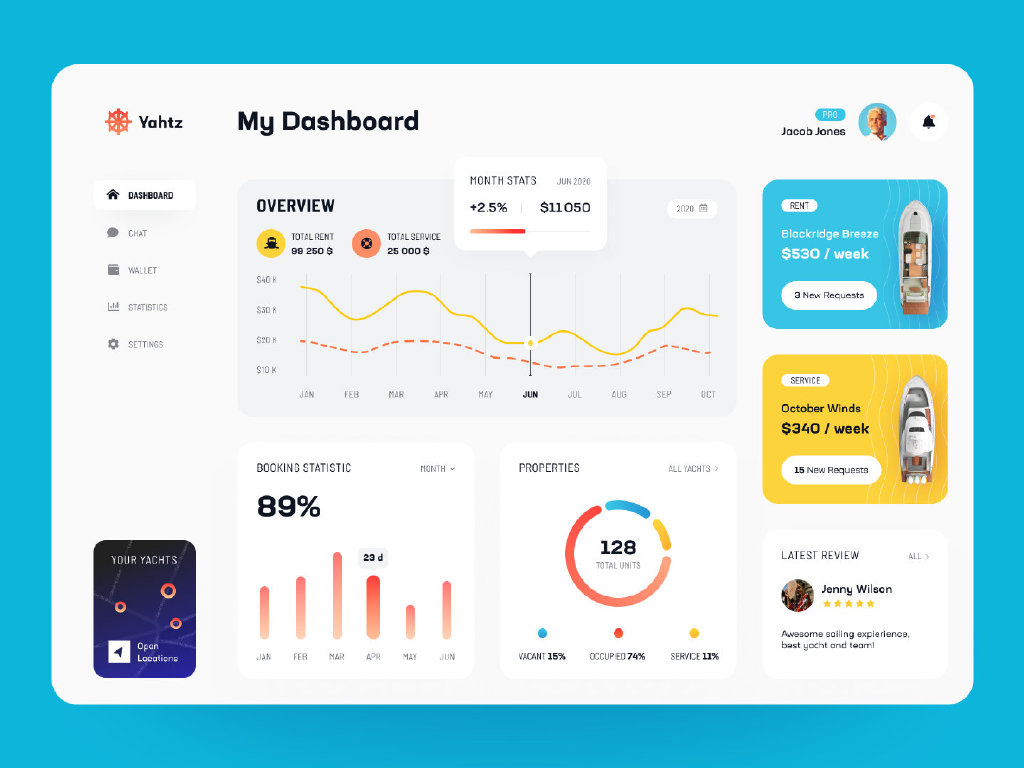 Yahtz
My Dashboard
PRO
Jacob Jones
DASHBOARD
CHAT
WALLET
STATISTICS
SETTINGS
YOUR YACHTS
Open
Locations
OVERVIEW
TOTAL RENT
99 250 $
TOTAL SERVICE
25 000 $
MONTH STATS JUN 2020
+2.5% $11 050
2020
$40 K
$30 K
$20 K
$10 K
JAN FEB MAR APR MAY JUN JUL AUG SEP OCT
BOOKING STATISTIC MONTH
89%
23 d
JAN FEB MAR APR MAY JUN
PROPERTIES ALL YACHTS
128
TOTAL UNITS
VACANT 15% OCCUPIED 74% SERVICE 11%
RENT
Blackridge Breeze
$530 / week
3 New Requests
SERVICE
October Winds
$340 / week
15 New Requests
LATEST REVIEW ALL
Jenny Wilson
Awesome sailing explerience,
best yacht and team!